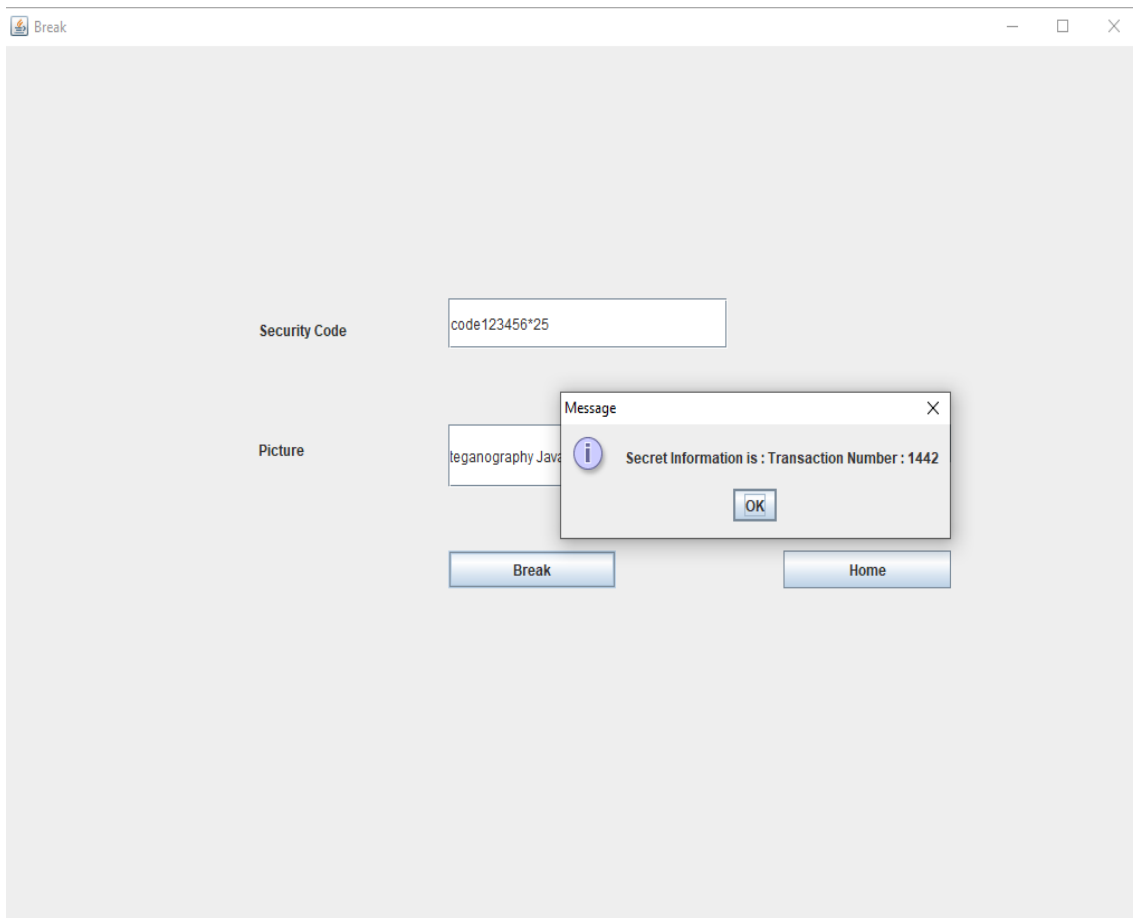 Break
Security Code
code123456*25
Message
Picture
teganography Java
Secret Information is : Transaction Number : 1442
OK
Break
Home